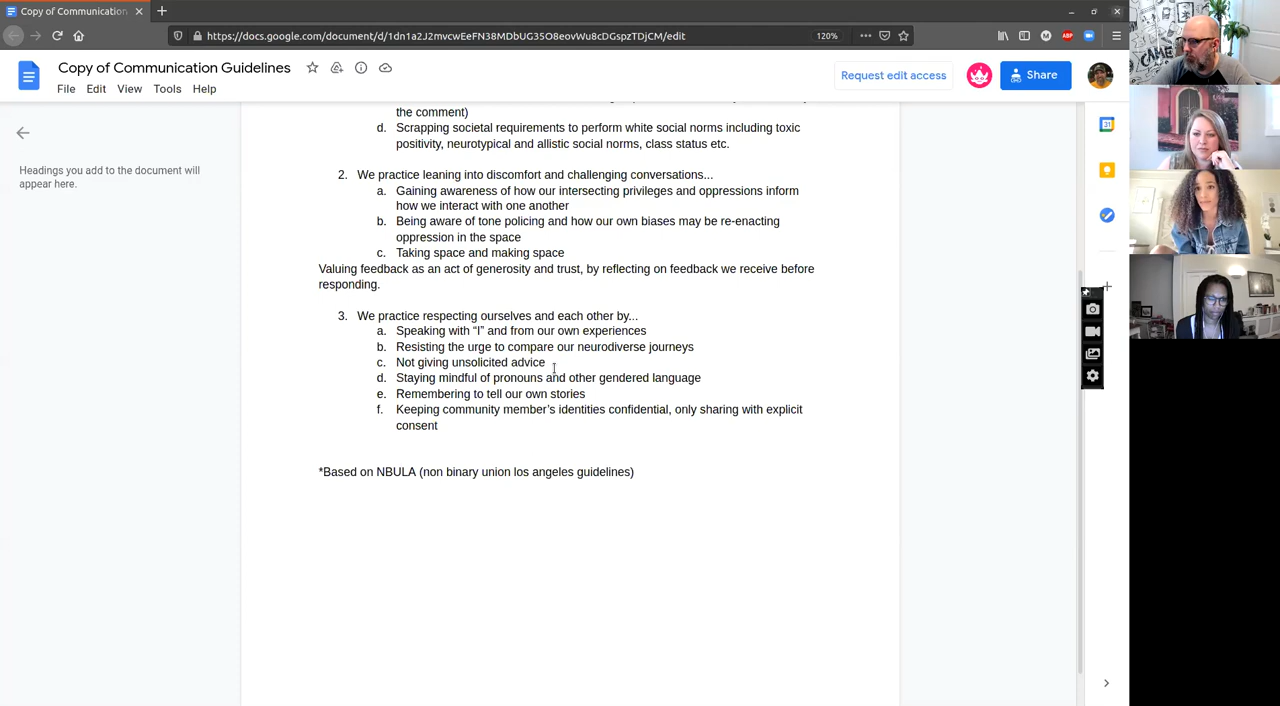 Copy of Communication
https://docs.google.com/document/d/1dn1a2J2mvcwEeFN38MDbUC35O8eovWu8cDGspzTDjCM/edit
120%
ABP
Copy of Communication Guidelines
File Edit View Tools Help
Request edit access
Share
Headings you add to the document will
appear here.
the comment)
d. Scrapping societal requirements to perform white social norms including toxic
positivity, neurotypical and allistic social norms, class status etc.
2. We practice leaning into discomfort and challenging conversations...
a. Gaining awareness of how our intersecting privileges and oppressions inform
how we interact with one another
b. Being aware of tone policing and how our own biases may be re-enacting
oppression in the space
c. Taking space and making space
Valuing feedback as an act of generosity and trust, by reflecting on feedback we receive before
responding.
3. We practice respecting ourselves and each other by...
a. Speaking with “I” and from our own experiences
b. Resisting the urge to compare our neurodiverse journeys
c. Not giving unsolicited advice
d. Staying mindful of pronouns and other gendered language
e. Remembering to tell our own stories
f. Keeping community member’s identities confidential, only sharing with explicit
consent
*Based on NBULA (non binary union los angeles guidelines)
31